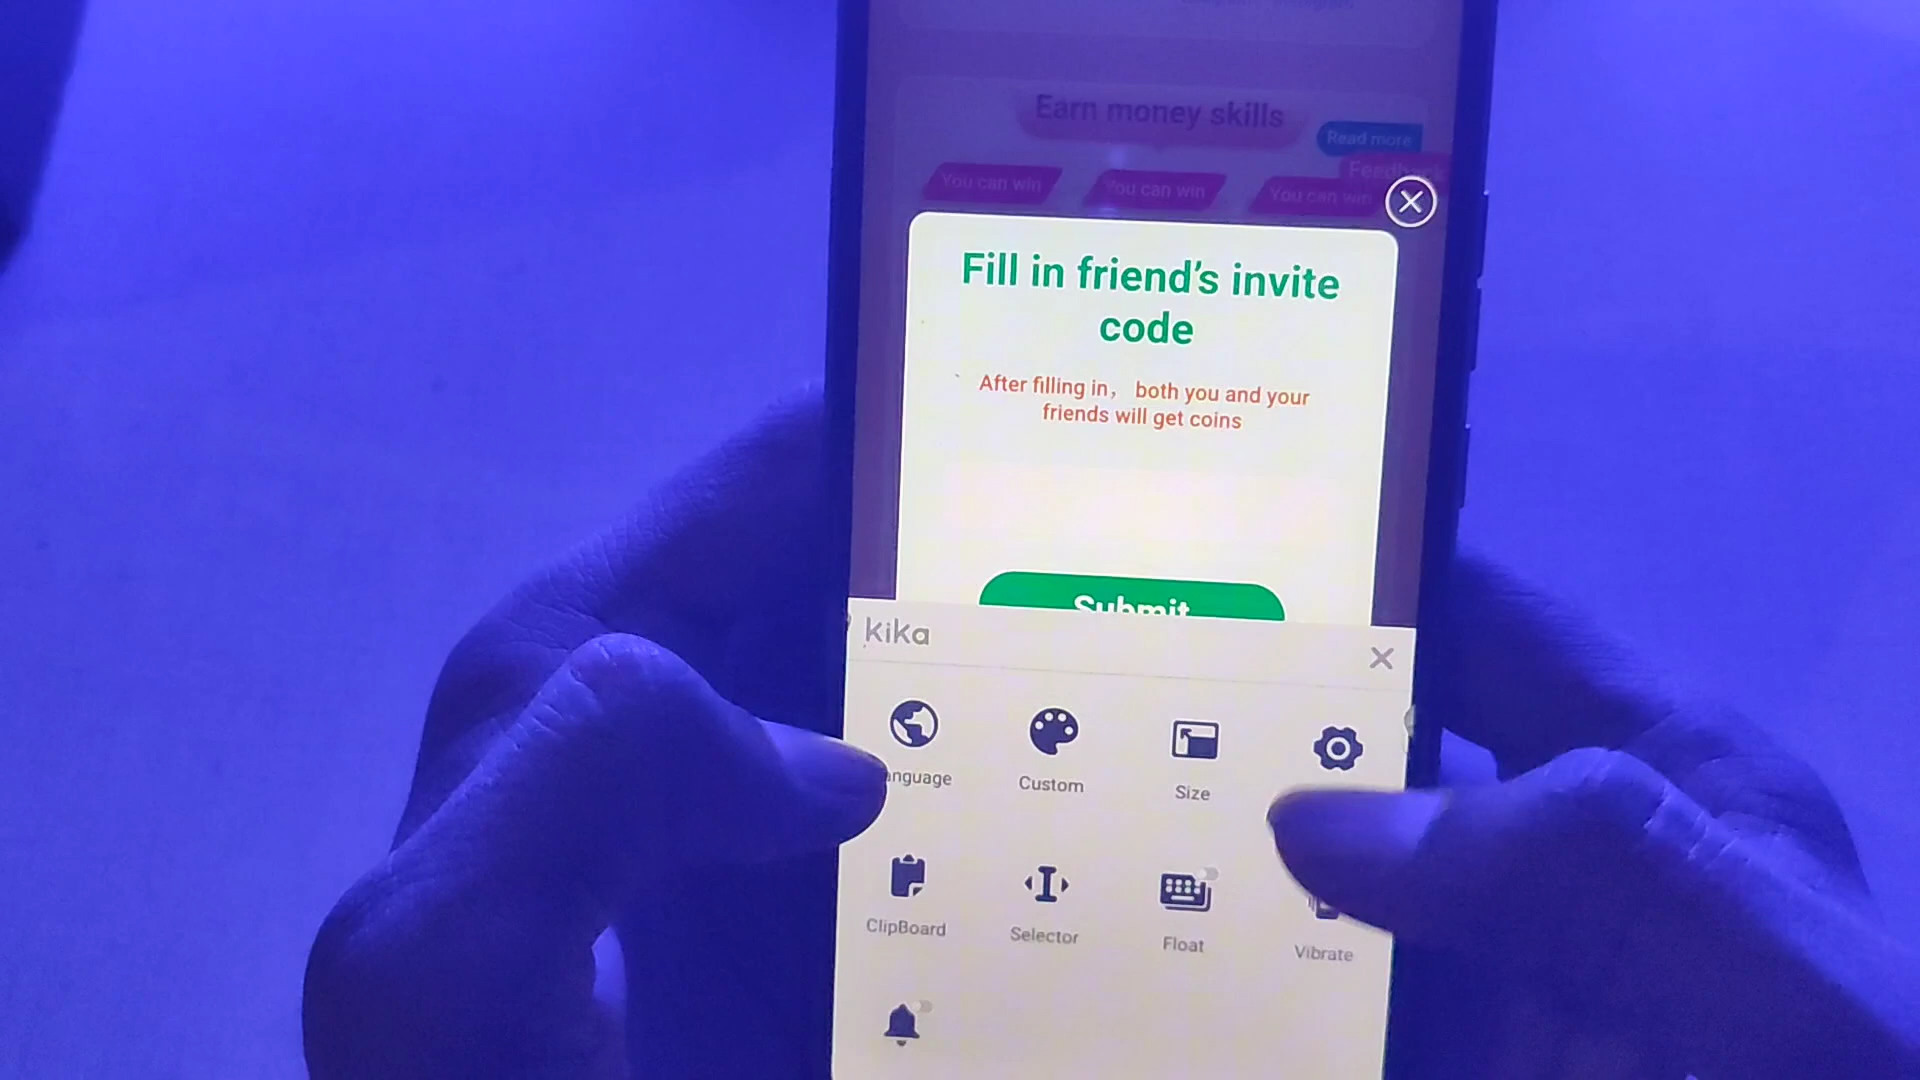 Earn money skills
Read more
Feedback
You can win
You can win
You can win
Fill in friend's invite
code
After filling in, both you and your
friends will get coins
Submit
kika
anguage
Custom
Size
ClipBoard
Selector
Float
Vibrate